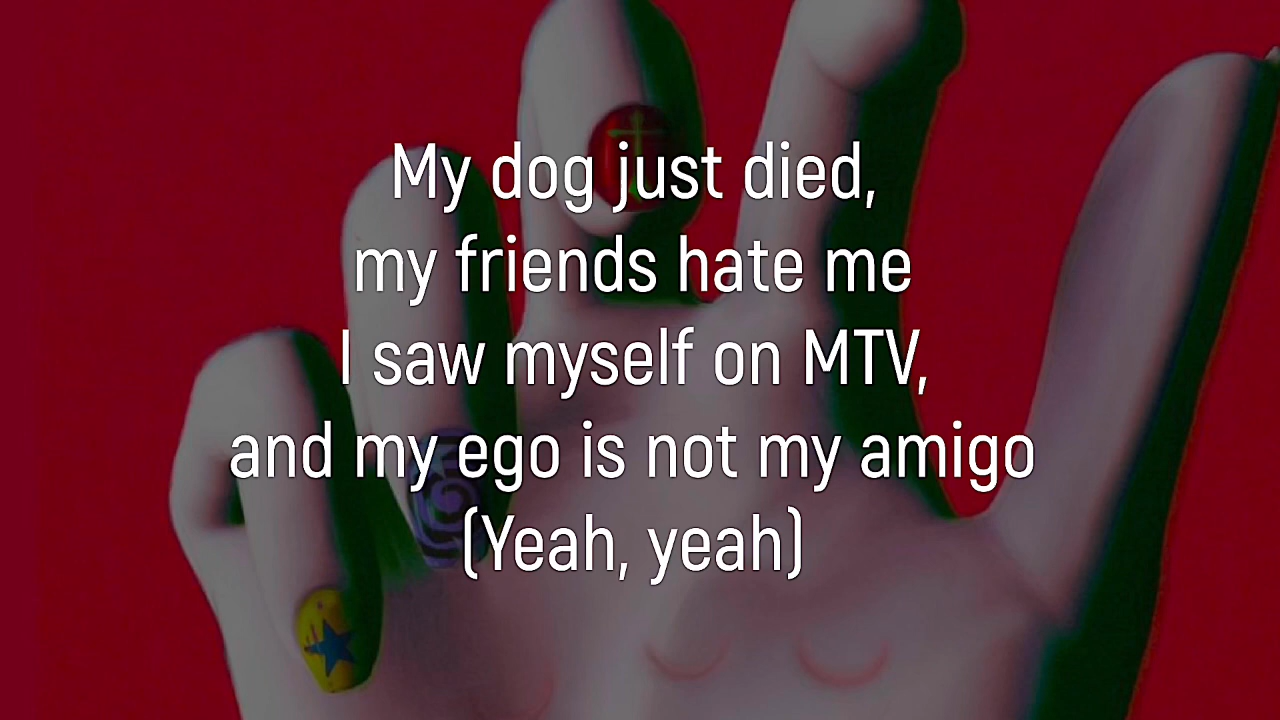 My dog just died,
my friends hate me
I saw myself on MTV,
and my ego is not my amigo
(Yeah, yeah)